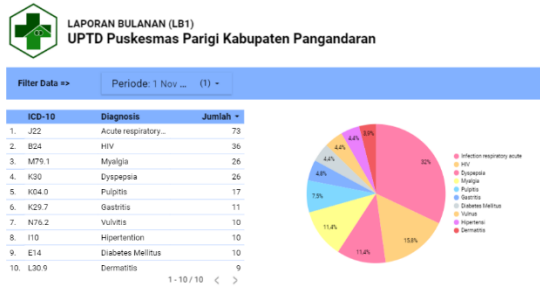 LAPORAN BULANAN (LB1)
UPTD Puskesmas Parigi Kabupaten Pangandaran
Filter Data => Periode: 1 Nov ... (1)
ICD-10 Diagnosis Jumlah
1. J22 Acute respiratory... 73
2. B24 HIV 36
3. M79.1 Myalgia 26
4. K30 Dyspepsia 26
5. K04.0 Pulpitis 17
6. K29.7 Gastritis 11
7. N76.2 Vulvitis 10
8. I10 Hipertention 10
9. E14 Diabetes Mellitus 10
10. L30.9 Dermatitis 9
1 - 10 / 10 < >
32%
15,8%
11,4%
11,4%
7,5%
4,8%
4,4%
4,4%
4,4%
3,9%
Infection respiratory acute
HIV
Dyspepsia
Myalgia
Pulpitis
Gastritis
Diabetes Mellitus
Vulnus
Hipertensi
Dermatitis